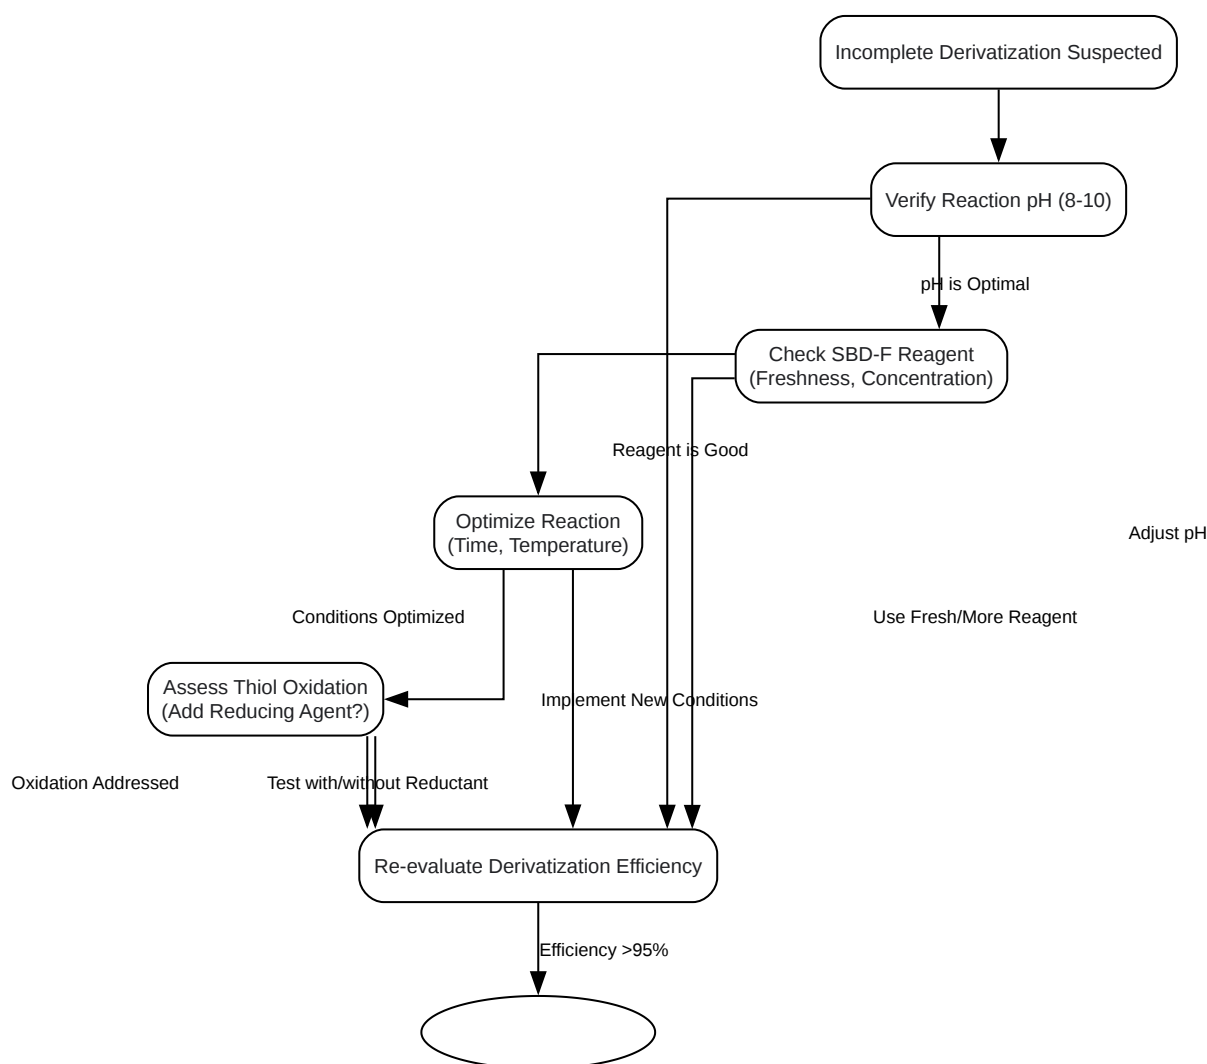 Incomplete Derivatization Suspected
Verify Reaction pH (8-10)
pH is Optimal
Check SBD-F Reagent
(Freshness, Concentration)
Reagent is Good
Optimize Reaction
(Time, Temperature)
Adjust pH
Conditions Optimized
Use Fresh/More Reagent
Assess Thiol Oxidation
(Add Reducing Agent?)
Implement New Conditions
Oxidation Addressed
Test with/without Reductant
Re-evaluate Derivatization Efficiency
Efficiency >95%